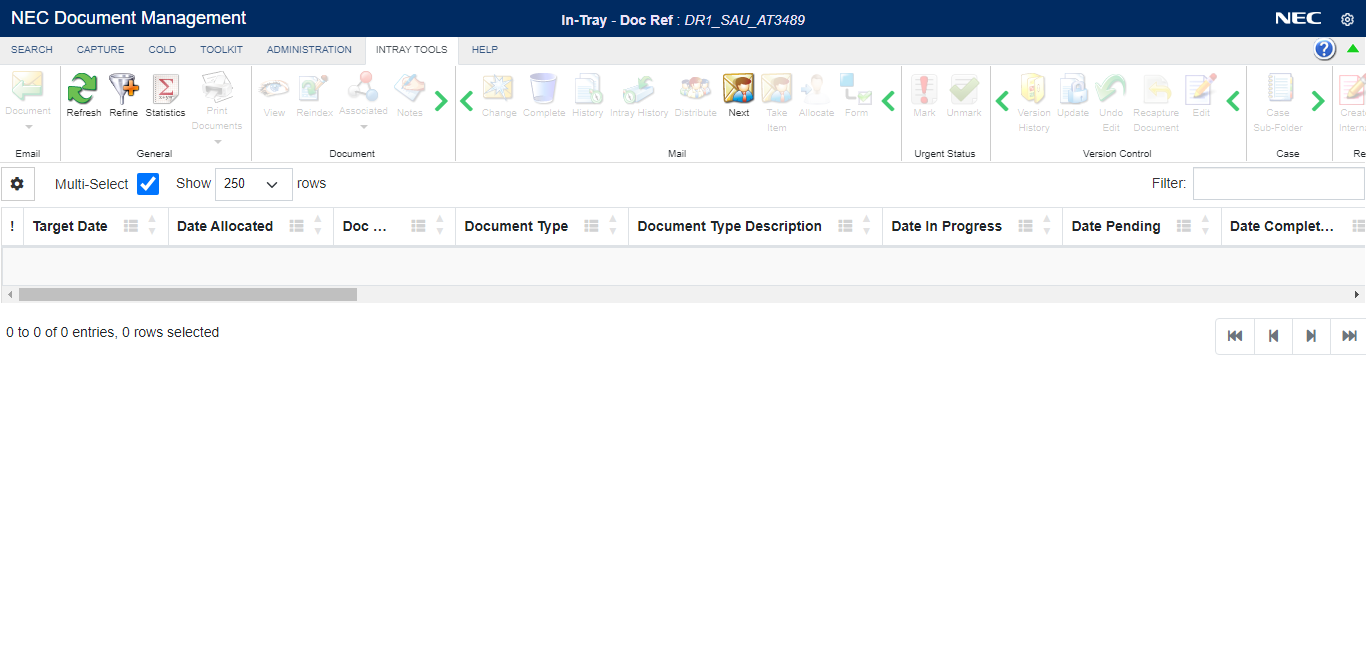 NEC Document Management
In-Tray - Doc Ref : DR1_SAU_AT3489
NEC
SEARCH CAPTURE COLD TOOLKIT ADMINISTRATION INTRAY TOOLS HELP
?
Document
Email
Refresh Refine Statistics Print Documents
General
View Reindex Associated Notes
Document
Change Complete History Intray History Distribute Next Take Item Allocate Form
Mail
Mark Unmark
Urgent Status
Version History Update Undo Edit Recapture Document Edit
Version Control
Case Sub-Folder
Case
Create
Intern
Re
Multi-Select Show 250 rows
Filter:
! Target Date Date Allocated Doc ... Document Type Document Type Description Date In Progress Date Pending Date Complet...
0 to 0 of 0 entries, 0 rows selected